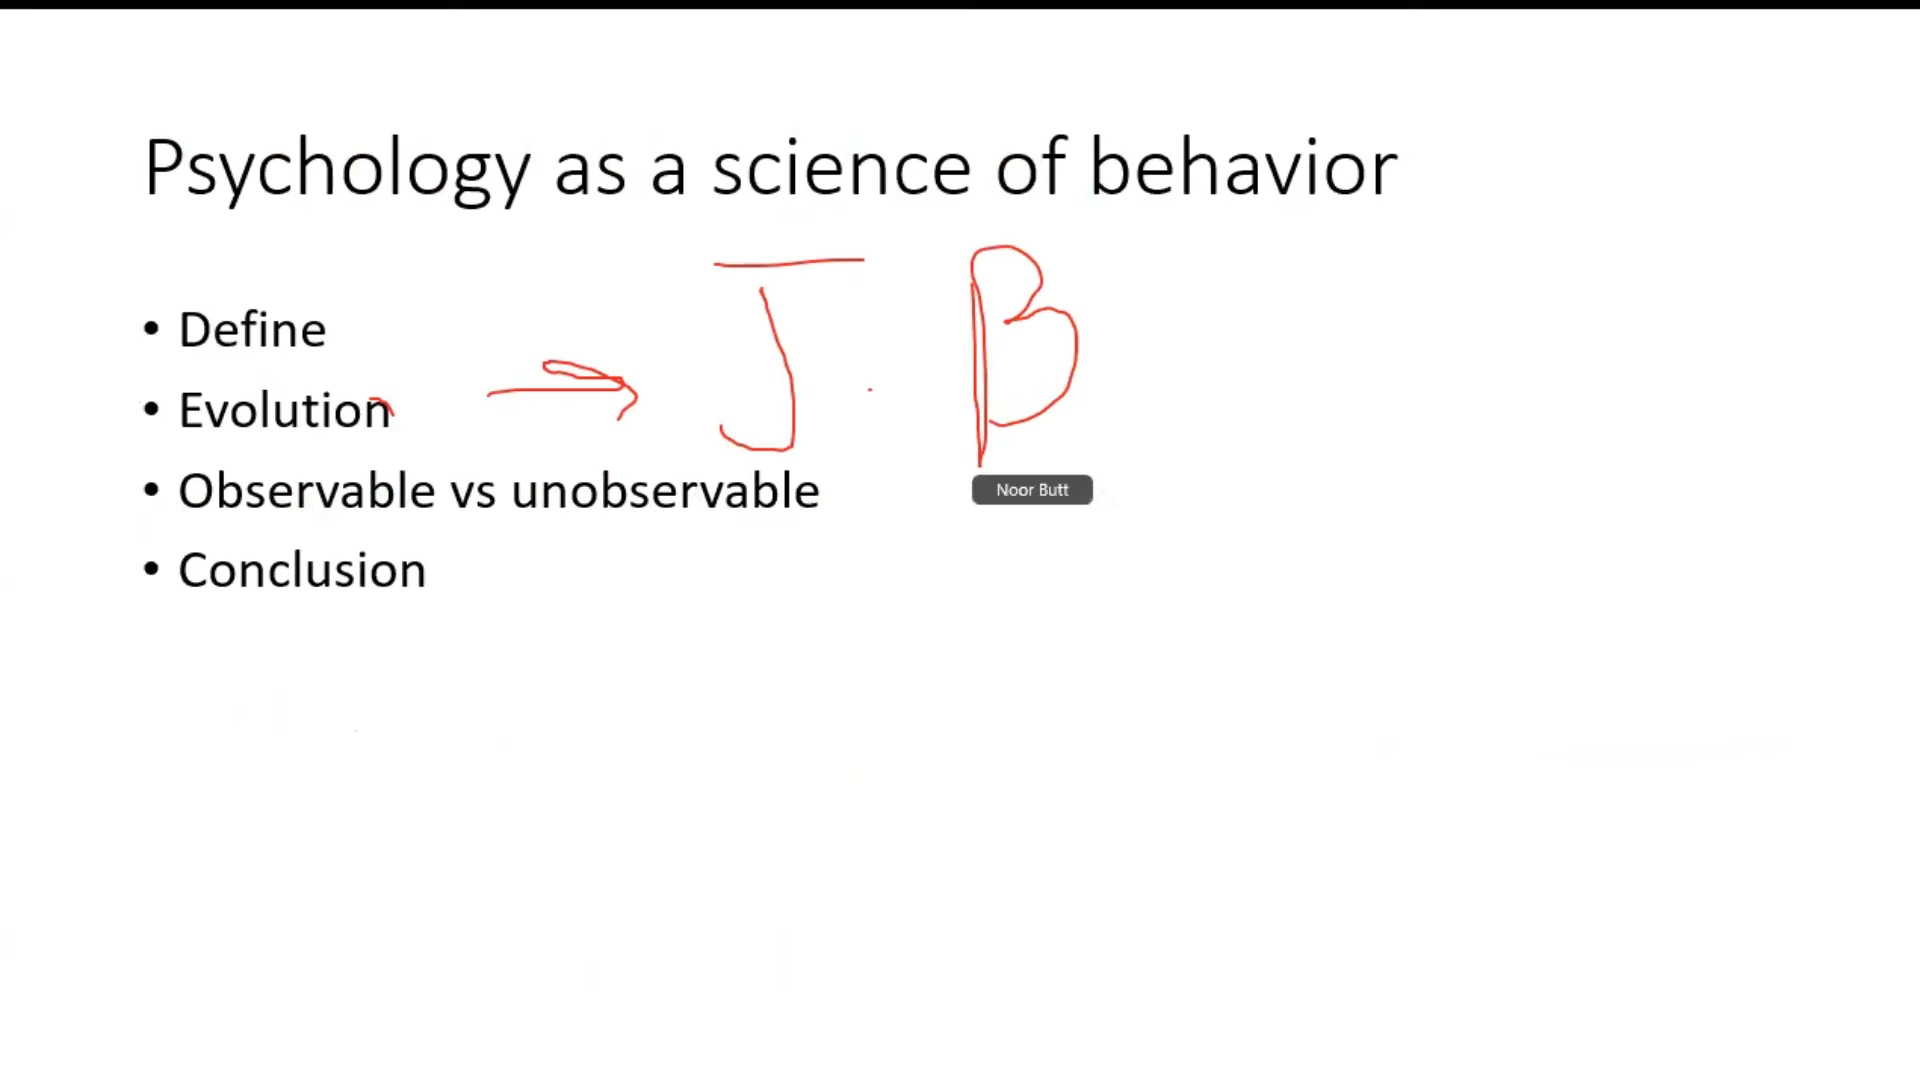 Psychology as a science of behavior
• Define
• Evolution
J. B
• Observable vs unobservable
Noor Butt
• Conclusion